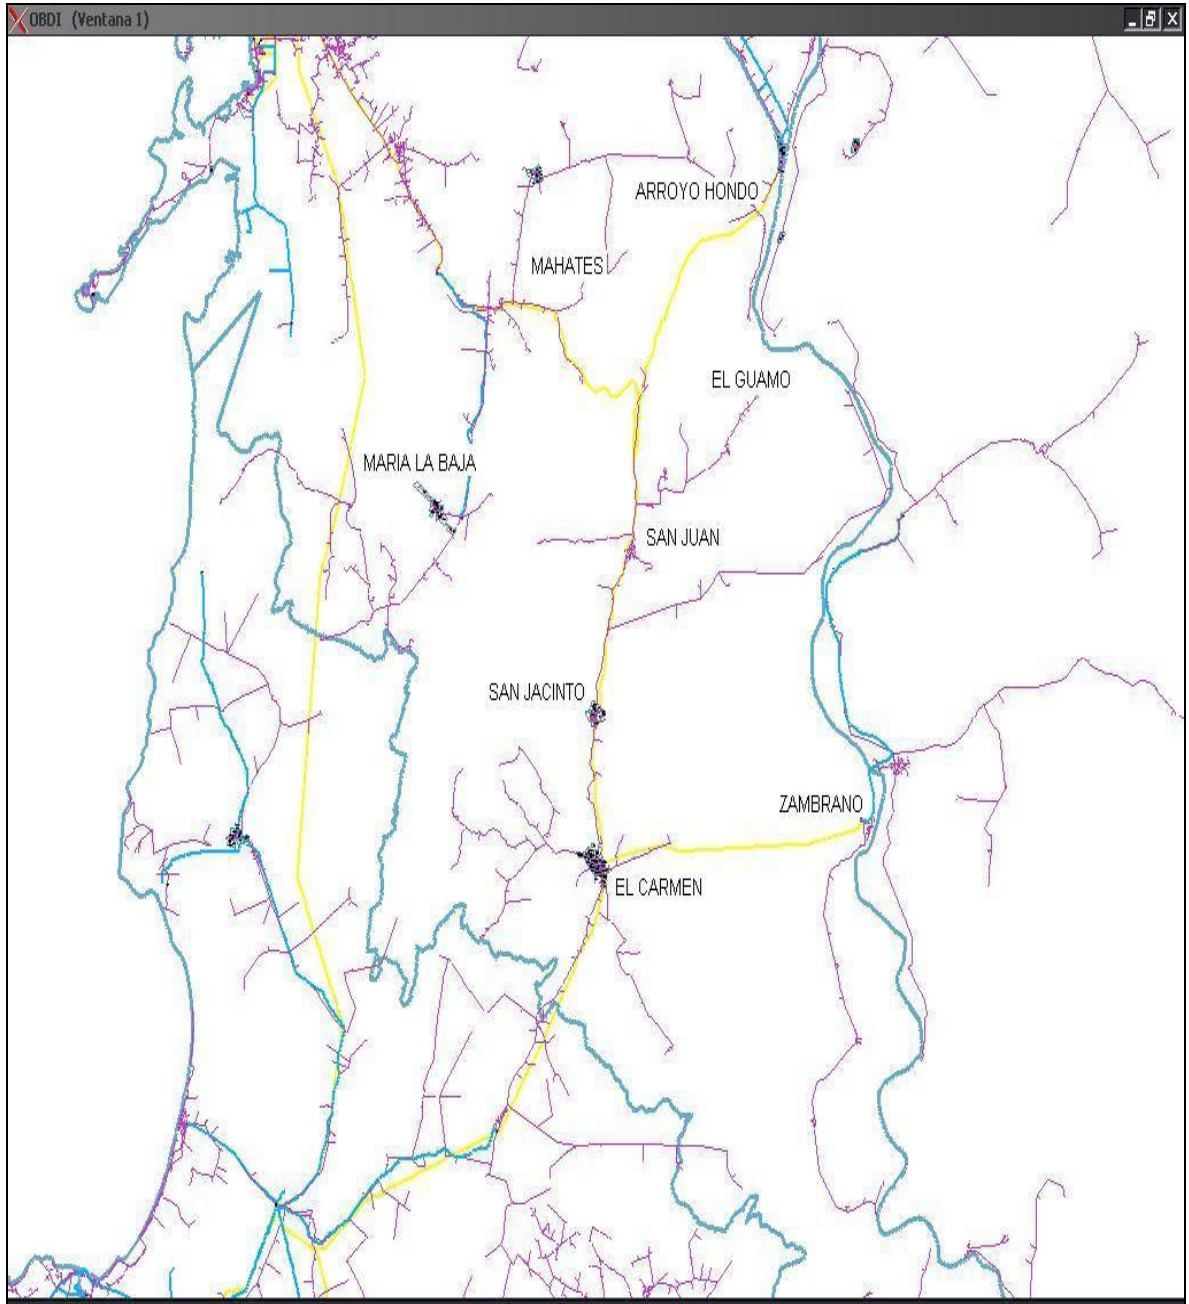 OBDI (Ventana 1)
ARROYO HONDO
MAHATES
EL GUAMO
MARIA LA BAJA
SAN JUAN
SAN JACINTO
ZAMBRANO
EL CARMEN